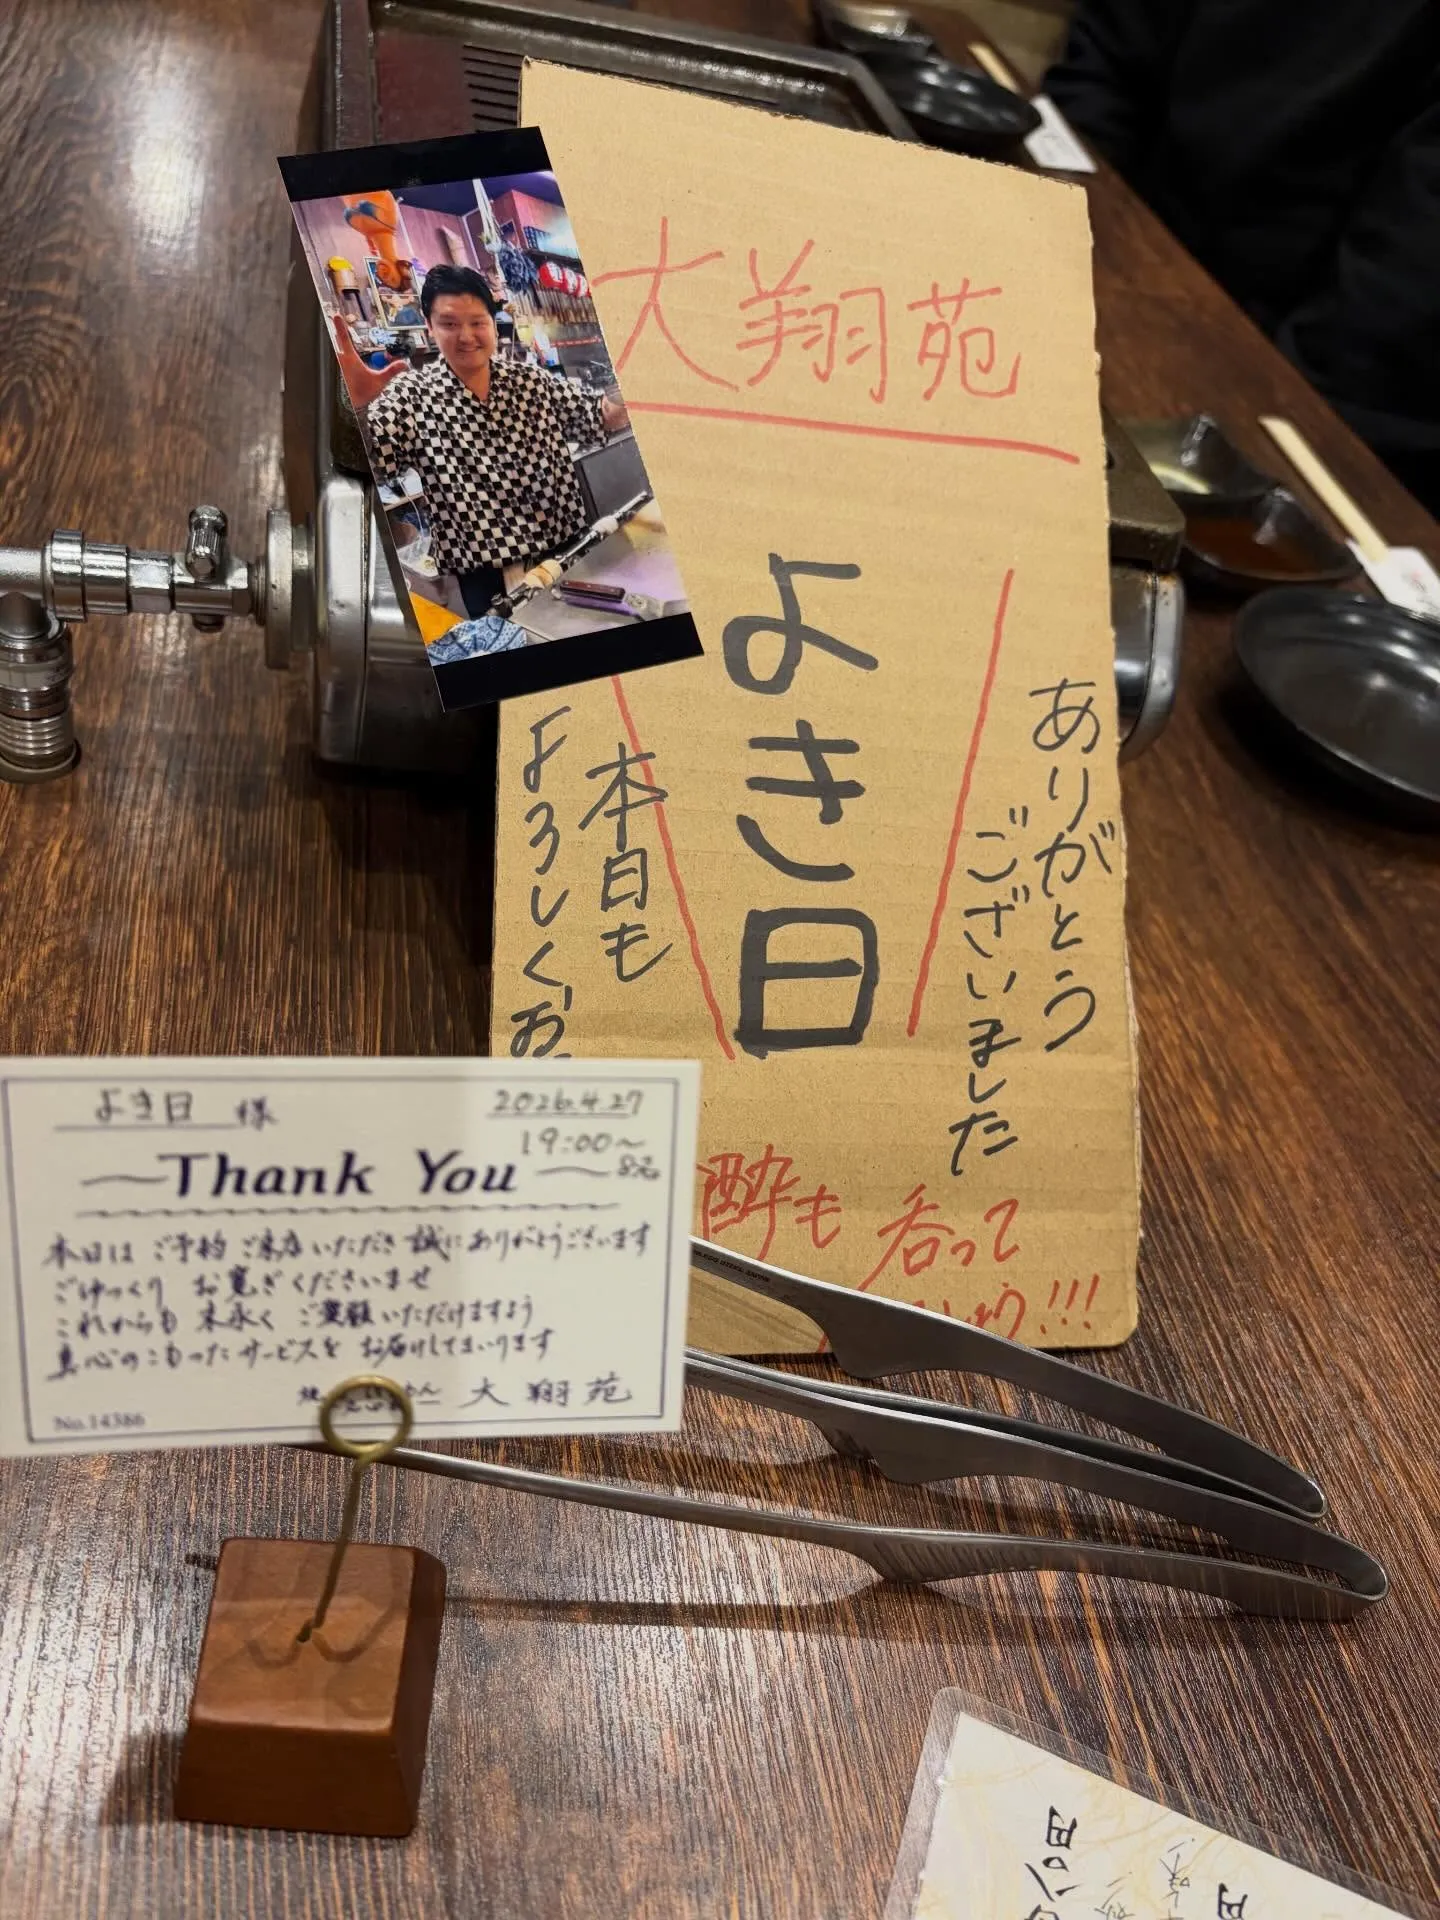 大翔苑
よき日
ありがとう
ございました
本日も
よろしくお
酔も 呑って
う!!!
よき日 様
2026.4.27
19:00~
8名
Thank You
本日は ご予約 ご来店いただき 誠にありがとうございます
ごゆっくり お寛ぎくださいませ
これからも 末永く ご愛顧いただけますよう
真心のこもったサービスを お届けしてまいります
大翔苑
No.14386
円
八〇円